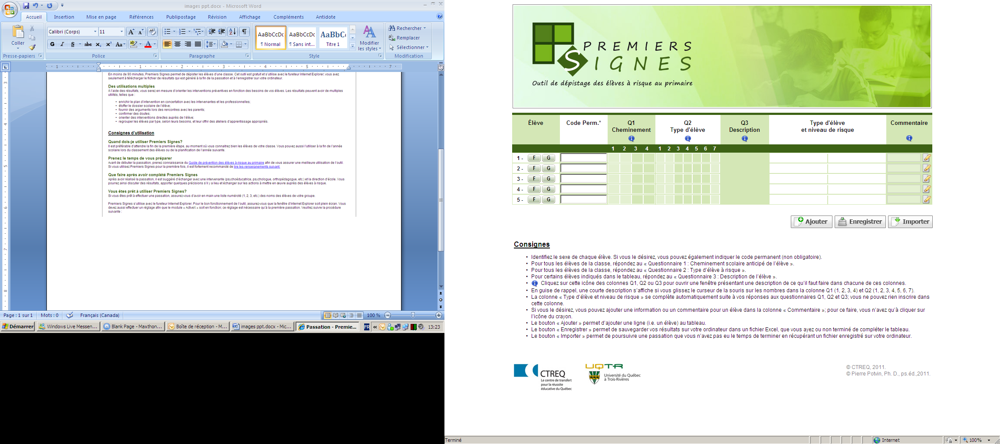 images ppt.docx - Microsoft Word
Accueil Insertion Mise en page Références Publipostage Révision Affichage Compléments Antidote
Coller
Presse-papiers
Calibri (Corps) 11
G I S abc x₂ x² Aa
Police
Paragraphe
AaBbCcDc AaBbCcDc AaBbCc
¶ Normal ¶ Sans int... Titre 1
Modifier
les styles
Style
Rechercher
Remplacer
Sélectionner
Modification
1 1 2 3 4 5 7
En moins de 90 minutes, Premiers Signes permet de dépister les élèves d'une classe. Cet outil est gratuit et s'utilise avec le fureteur Internet Explorer; vous avez
seulement à télécharger le fichier de résultats qui est généré à la fin de la passation et à l'enregistrer sur votre ordinateur.
Des utilisations multiples
À l'aide des résultats, vous serez en mesure d'orienter les interventions préventives en fonction des besoins de vos élèves. Les résultats peuvent avoir de multiples
utilités, telles que :
• enrichir le plan d'intervention en concertation avec les intervenantes et les professionnelles;
• étoffer le dossier scolaire de l'élève;
• fournir des arguments lors des rencontres avec les parents;
• confirmer des doutes;
• orienter des interventions directes auprès de l'élève;
• regrouper les élèves par type, selon leurs besoins, et leur offrir des ateliers d'apprentissage appropriés.
Consignes d'utilisation
Quand dois-je utiliser Premiers Signes?
Il est préférable d'attendre la fin de la première étape, au moment où vous connaitrez bien les élèves de votre classe. Vous pouvez aussi l'utiliser à la fin de l'année
scolaire lors du classement des élèves ou de la planification de l'année suivante.
Prenez le temps de vous préparer
Avant de débuter la passation, prenez connaissance du Guide de prévention des élèves à risque au primaire afin de vous assurer une meilleure utilisation de l'outil.
Si vous utilisez Premiers Signes pour la première fois, il est fortement recommandé de lire les renseignements suivant.
Que faire après avoir complété Premiers Signes
Après avoir réalisé la passation, il est suggéré d'échanger avec une intervenante (psychoéducatrice, psychologue, orthopédagogue, etc.) et la direction d'école. Vous
pourrez ainsi discuter des résultats, apporter quelques précisions s'il y a lieu et échanger sur les actions à mettre en œuvre auprès des élèves à risque.
Vous êtes prêt à utiliser Premiers Signes?
Si vous êtes prêt à effectuer un passation, assurez-vous d'avoir en main une liste numéroté (1, 2, 3, etc.) des noms des élèves de votre groupe.
Premiers Signes s'utilise avec le fureteur Internet Explorer. Pour le bon fonctionnement de l'outil, assurez-vous que la fenêtre d'Internet Explorer soit plein écran. Vous
devez aussi effectuer un réglage afin que le module « ActiveX » soit en fonction; ce réglage est nécessaire qu'à la première passation. Veuillez suivre la procédure
suivante :
3
4
5
6
7
8
Page : 1 sur 1 Mots : 0 Français (Canada) 100 %
Démarrer Windows Live Messen... Blank Page - Maxthon... Boîte de réception - M... images ppt.docx - Mic... Passation - Premie... FR « 13:23
PREMIERS
SIGNES
Outil de dépistage des élèves à risque au primaire
Élève Code Perm.* Q1 Q2 Q3 Type d'élève Commentaire
Cheminement Type d'élève Description et niveau de risque
1 2 3 4 1 2 3 4 5 6 7
1 - F G
2 - F G
3 - F G
4 - F G
5 - F G
Ajouter Enregistrer Importer
Consignes
• Identifiez le sexe de chaque élève. Si vous le désirez, vous pouvez également indiquer le code permanent (non obligatoire).
• Pour tous les élèves de la classe, répondez au « Questionnaire 1 : Cheminement scolaire anticipé de l'élève ».
• Pour tous les élèves de la classe, répondez au « Questionnaire 2 : Type d'élève à risque ».
• Pour certains élèves indiqués dans le tableau, répondez au « Questionnaire 3 : Description de l'élève ».
• Cliquez sur cette icône des colonnes Q1, Q2 ou Q3 pour ouvrir une fenêtre présentant une description de ce qu'il faut faire dans chacune de ces colonnes.
• En guise de rappel, une courte description s'affiche si vous glissez le curseur de la souris sur les nombres dans la colonne Q1 (1, 2, 3, 4) et Q2 (1, 2, 3, 4, 5, 6, 7).
• La colonne « Type d'élève et niveau de risque » se complète automatiquement suite à vos réponses aux questionnaires Q1, Q2 et Q3; vous ne pouvez rien inscrire dans
cette colonne.
• Si vous le désirez, vous pouvez ajouter une information ou un commentaire pour un élève dans la colonne « Commentaire »; pour ce faire, vous n'avez qu'à cliquer sur
l'icône du crayon.
• Le bouton « Ajouter » permet d'ajouter une ligne (i.e. un élève) au tableau.
• Le bouton « Enregistrer » permet de sauvegarder vos résultats sur votre ordinateur dans un fichier Excel, que vous ayez ou non terminé de compléter le tableau.
• Le bouton « Importer » permet de poursuivre une passation que vous n'avez pas eu le temps de terminer en récupérant un fichier enregistré sur votre ordinateur.
CTREQ
Le centre de transfert
pour la réussite
éducative du Québec
UQTR
Université du Québec
à Trois-Rivières
© CTREQ, 2011.
© Pierre Potvin, Ph. D., ps.éd.,2011.
Terminé Internet 100%